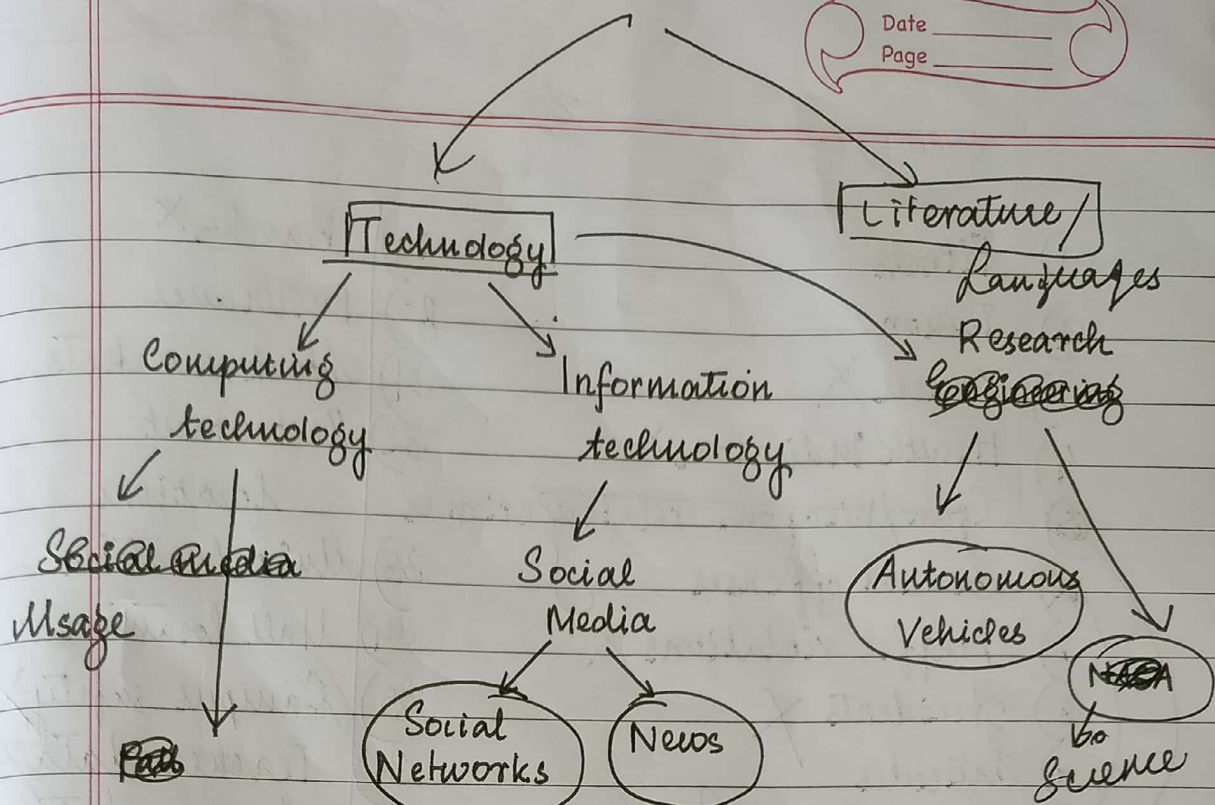 Date
Page
Technology
Literature/
Languages
Computing
technology
Information
technology
Research
Usage
Social
Media
Autonomous
Vehicles
Social
Networks
News
Science